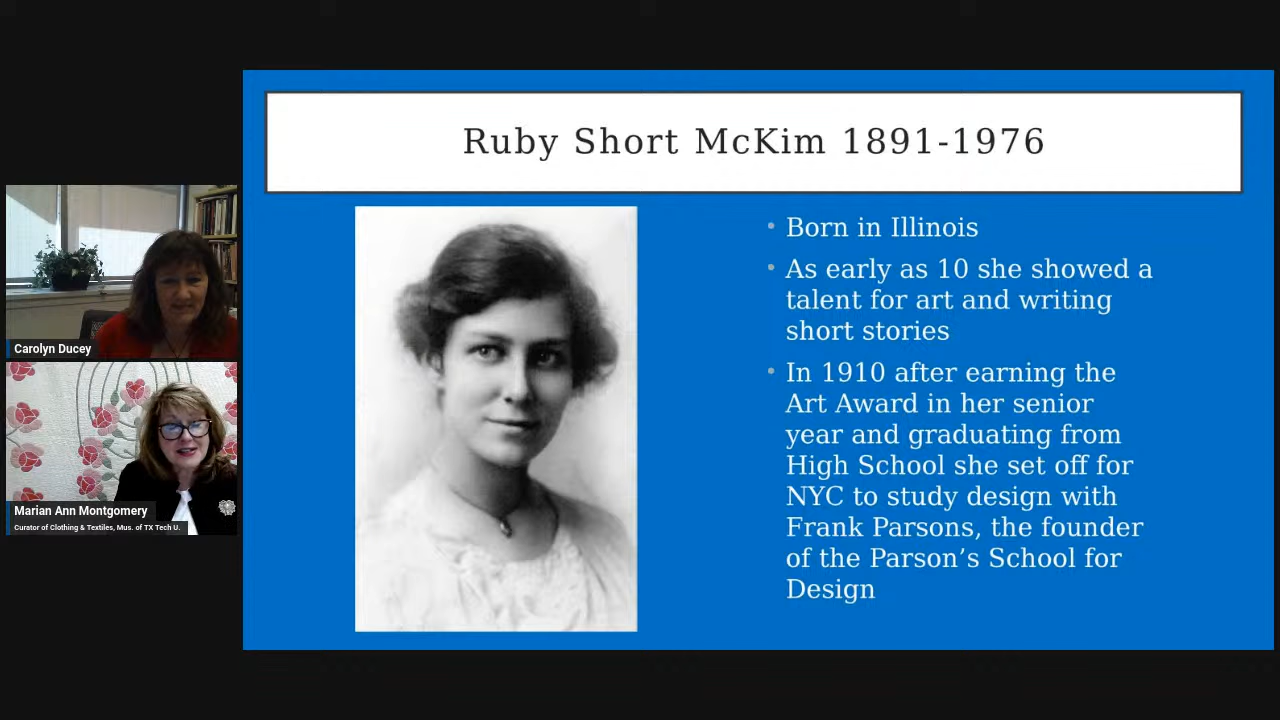 Ruby Short McKim 1891-1976
Born in Illinois
As early as 10 she showed a
talent for art and writing
short stories
In 1910 after earning the
Art Award in her senior
year and graduating from
High School she set off for
NYC to study design with
Frank Parsons, the founder
of the Parson’s School for
Design
Carolyn Ducey
Marian Ann Montgomery
Curator of Clothing & Textiles, Mus. of TX Tech U.